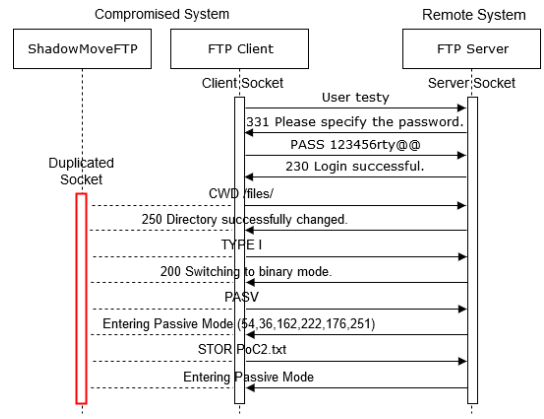 Compromised System
Remote System
ShadowMoveFTP
FTP Client
FTP Server
Client Socket
Server Socket
User testy
331 Please specify the password.
PASS 123456rty@@
230 Login successful.
Duplicated
Socket
CWD /files/
250 Directory successfully changed.
TYPE I
200 Switching to binary mode.
PASV
Entering Passive Mode (54,36,162,222,176,251)
STOR PoC2.txt
Entering Passive Mode